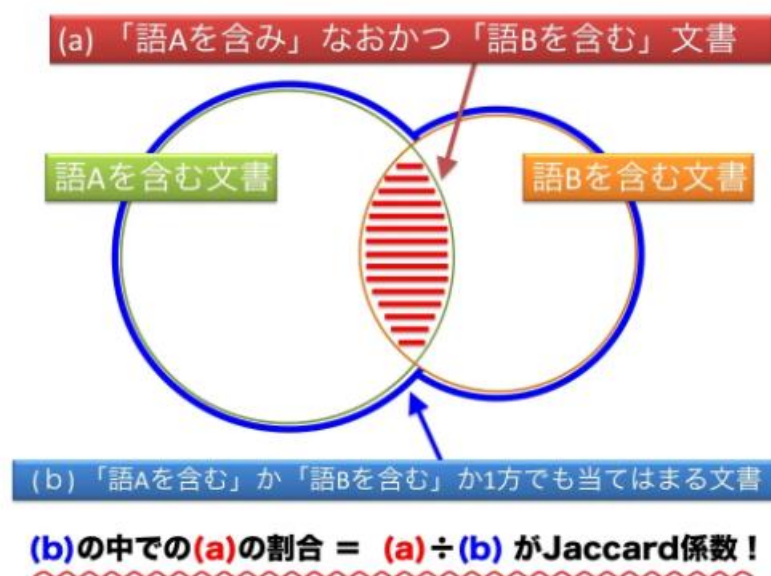 (a) 「語Aを含み」なおかつ「語Bを含む」文書
語Aを含む文書
語Bを含む文書
(b) 「語Aを含む」か「語Bを含む」か1方でも当てはまる文書
(b)の中での(a)の割合 = (a)÷(b) がJaccard係数！